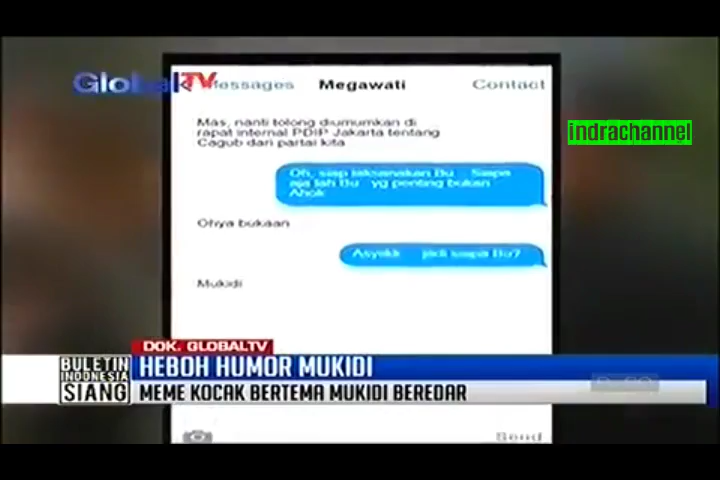 GlobalTV
Messages Megawati Contact
indrachannel
Mas, nanti tolong diumumkan di
rapat internal PDIP Jakarta tentang
Cagub dari partai kita
Oh, siap laksanakan Bu Siapa
aja lah Bu yg penting bukan
Ahok
Ohya bukaan
Asyekk jadi siapa Bu?
Mukidi
DOK. GLOBALTV
BULETIN
INDONESIA
SIANG
HEBOH HUMOR MUKIDI
MEME KOCAK BERTEMA MUKIDI BEREDAR
Send